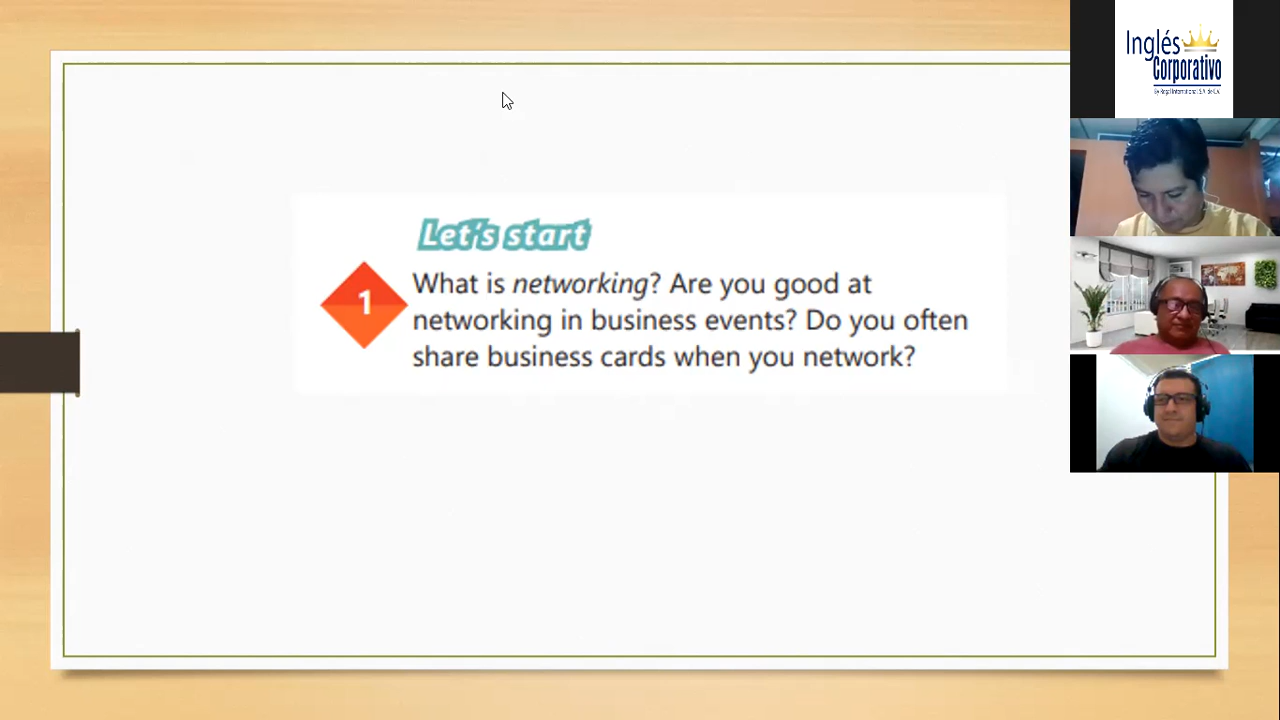 Let's start
1
What is networking? Are you good at
networking in business events? Do you often
share business cards when you network?
Inglés
Corporativo